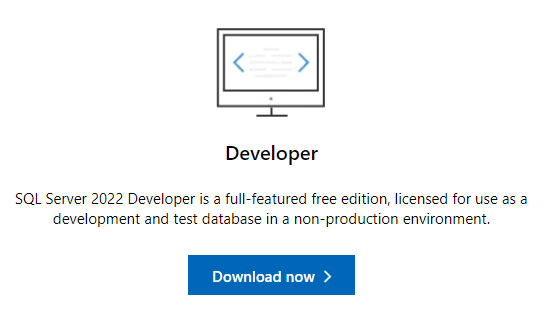 Developer
SQL Server 2022 Developer is a full-featured free edition, licensed for use as a
development and test database in a non-production environment.
Download now